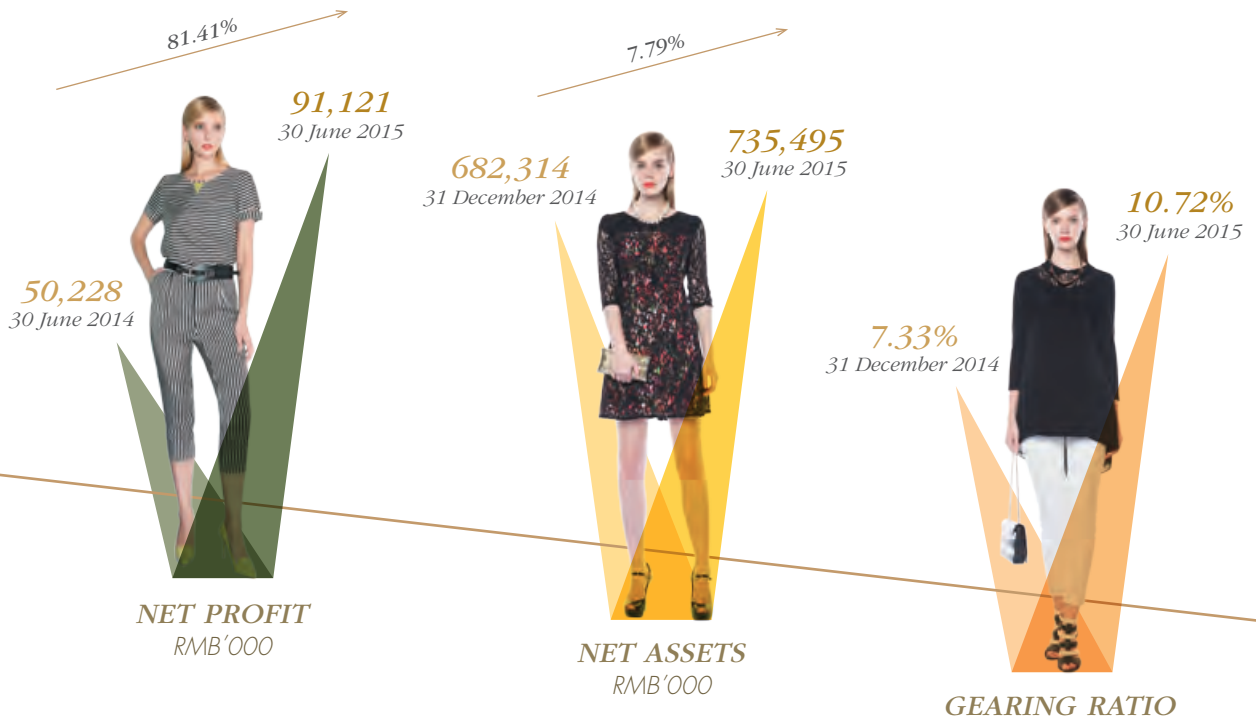 81.41%
91,121
30 June 2015
50,228
30 June 2014
NET PROFIT
RMB’000
7.79%
682,314
31 December 2014
735,495
30 June 2015
NET ASSETS
RMB’000
7.33%
31 December 2014
10.72%
30 June 2015
GEARING RATIO